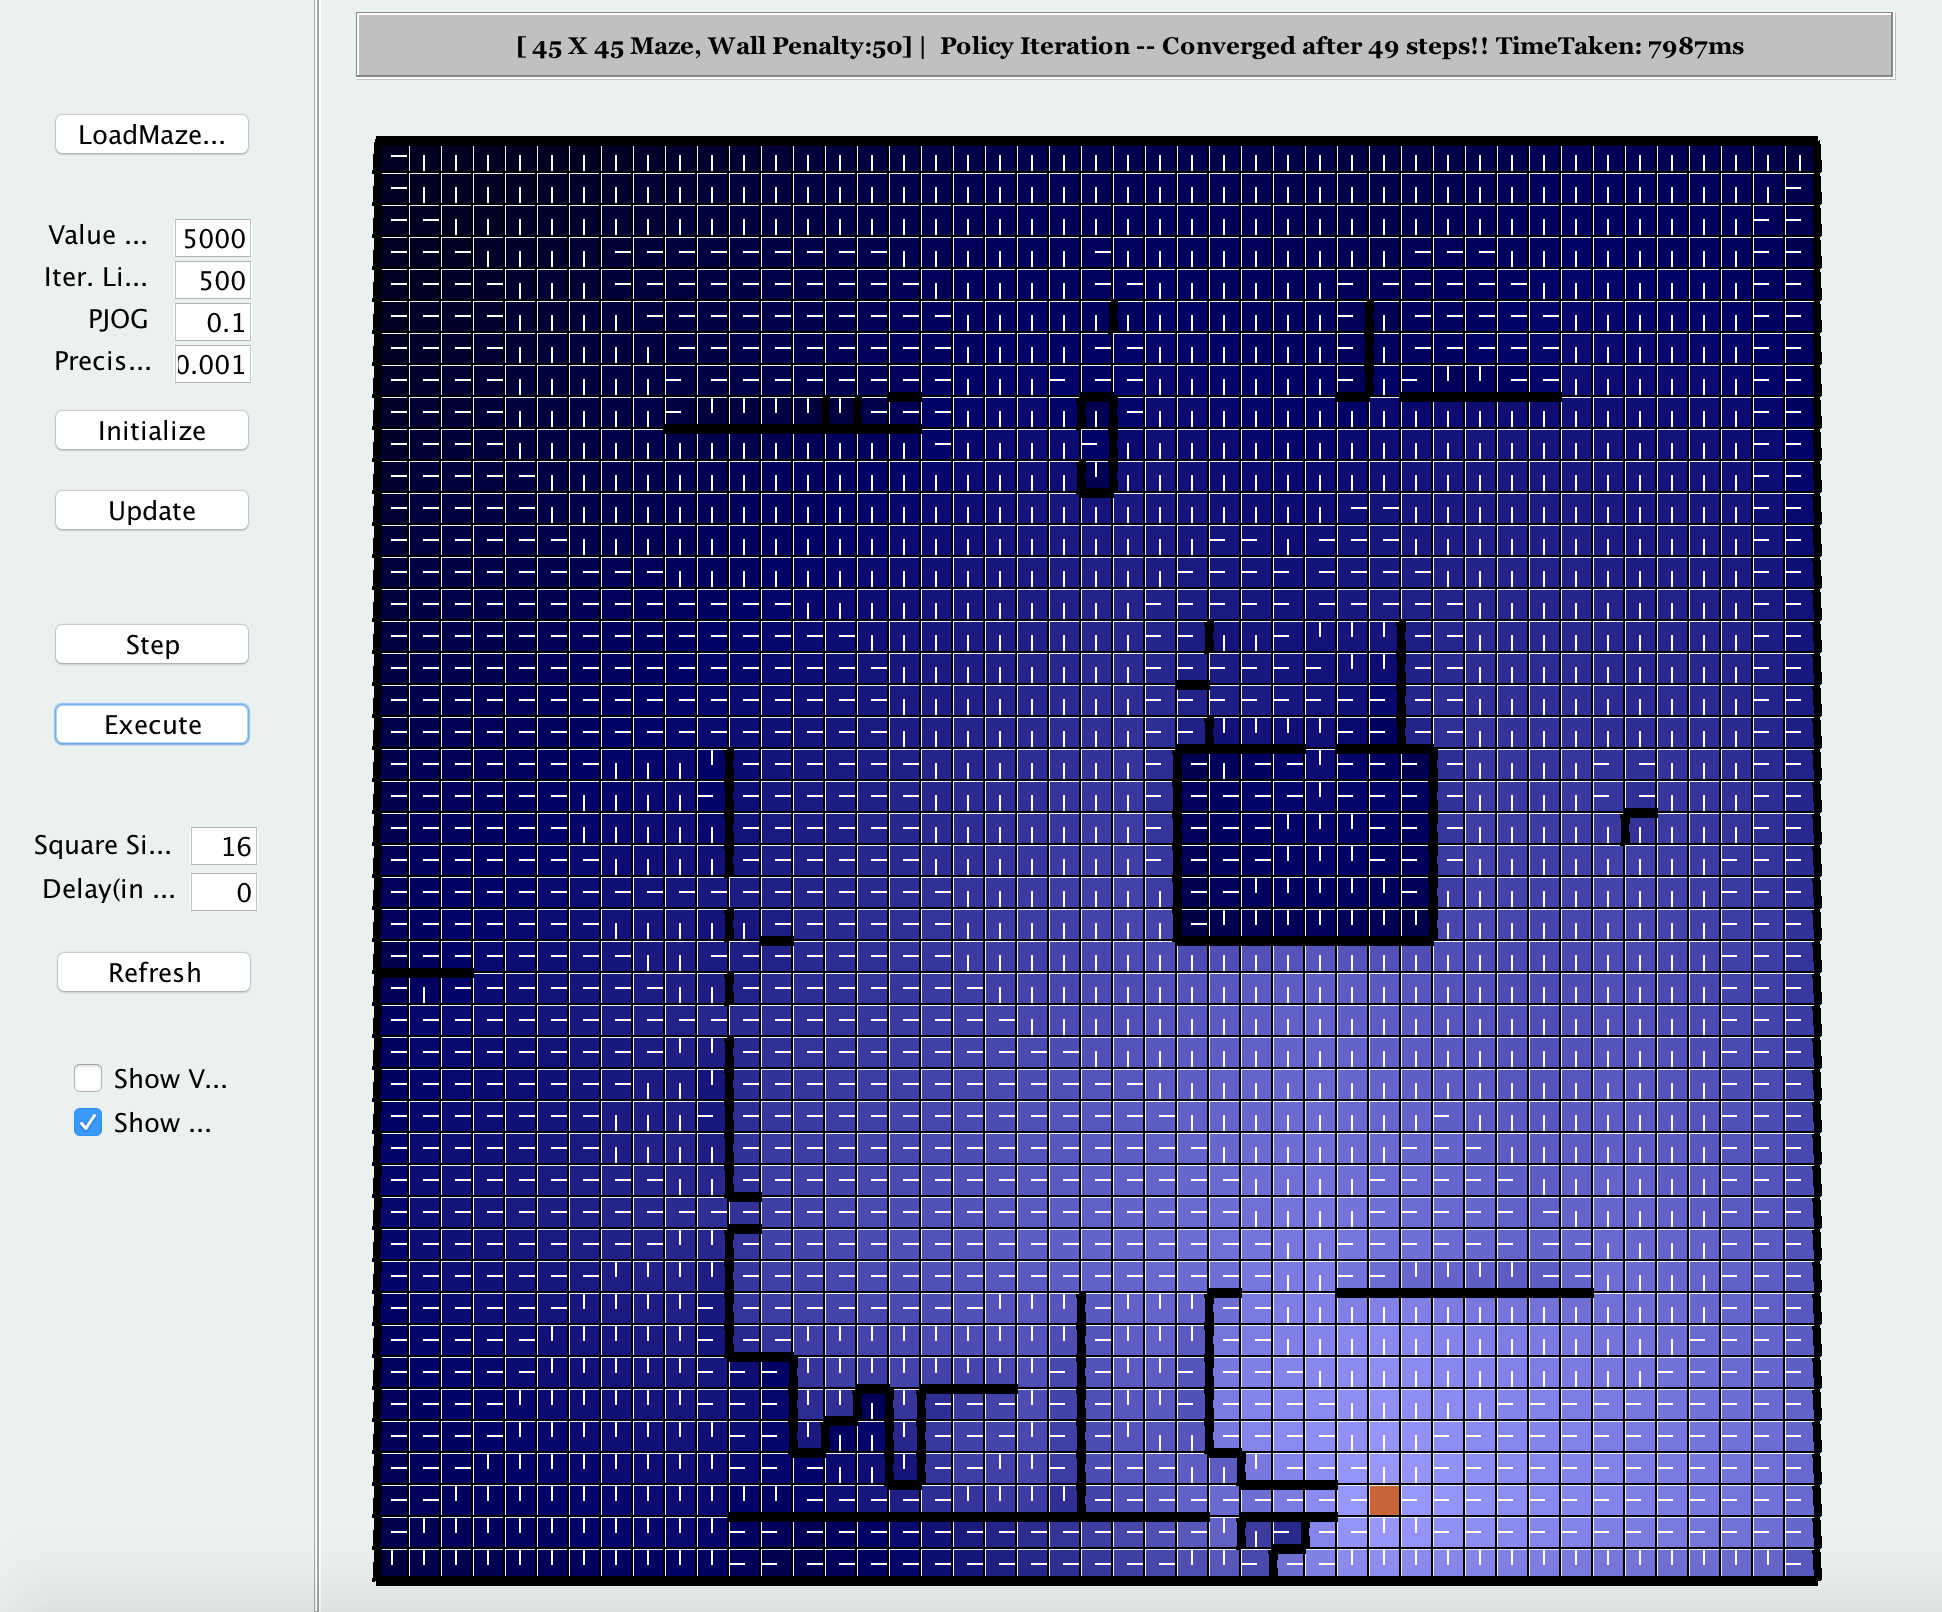 [ 45 X 45 Maze, Wall Penalty:50] | Policy Iteration -- Converged after 49 steps!! TimeTaken: 7987ms
LoadMaze...
Value ... 5000
Iter. Li... 500
PJOG 0.1
Precis... 0.001
Initialize
Update
Step
Execute
Square Si... 16
Delay(in ... 0
Refresh
Show V...
Show ...